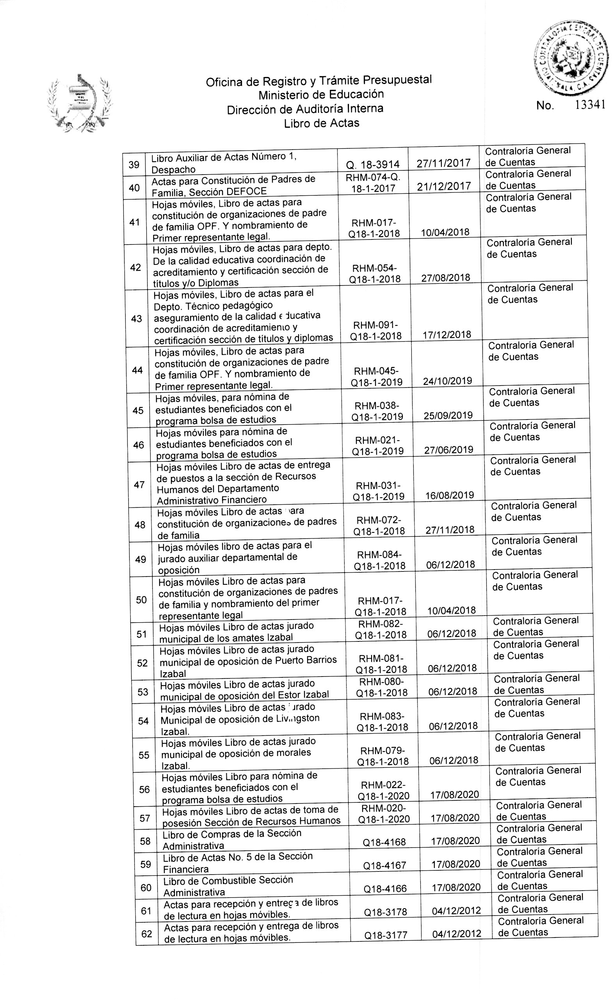 CONTRALORIA GENERAL DE CUENTAS
C.A.
Oficina de Registro y Trámite Presupuestal
Ministerio de Educación
Dirección de Auditoría Interna
Libro de Actas
No. 13341
39 Libro Auxiliar de Actas Número 1, Despacho Q. 18-3914 27/11/2017 Contraloría General de Cuentas
40 Actas para Constitución de Padres de Familia, Sección DEFOCE RHM-074-Q. 18-1-2017 21/12/2017 Contraloría General de Cuentas
41 Hojas móviles, Libro de actas para constitución de organizaciones de padre de familia OPF. Y nombramiento de Primer representante legal. RHM-017-Q18-1-2018 10/04/2018 Contraloría General de Cuentas
42 Hojas móviles, Libro de actas para depto. De la calidad educativa coordinación de acreditamiento y certificación sección de títulos y/o Diplomas RHM-054-Q18-1-2018 27/08/2018 Contraloría General de Cuentas
43 Hojas móviles, Libro de actas para el Depto. Técnico pedagógico aseguramiento de la calidad educativa coordinación de acreditamiento y certificación sección de títulos y diplomas RHM-091-Q18-1-2018 17/12/2018 Contraloría General de Cuentas
44 Hojas móviles, Libro de actas para constitución de organizaciones de padre de familia OPF. Y nombramiento de Primer representante legal. RHM-045-Q18-1-2019 24/10/2019 Contraloría General de Cuentas
45 Hojas móviles, para nómina de estudiantes beneficiados con el programa bolsa de estudios RHM-038-Q18-1-2019 25/09/2019 Contraloría General de Cuentas
46 Hojas móviles para nómina de estudiantes beneficiados con el programa bolsa de estudios RHM-021-Q18-1-2019 27/06/2019 Contraloría General de Cuentas
47 Hojas móviles Libro de actas de entrega de puestos a la sección de Recursos Humanos del Departamento Administrativo Financiero RHM-031-Q18-1-2019 16/08/2019 Contraloría General de Cuentas
48 Hojas móviles Libro de actas para constitución de organizaciones de padres de familia RHM-072-Q18-1-2018 27/11/2018 Contraloría General de Cuentas
49 Hojas móviles libro de actas para el jurado auxiliar departamental de oposición RHM-084-Q18-1-2018 06/12/2018 Contraloría General de Cuentas
50 Hojas móviles Libro de actas para constitución de organizaciones de padres de familia y nombramiento del primer representante legal RHM-017-Q18-1-2018 10/04/2018 Contraloría General de Cuentas
51 Hojas móviles Libro de actas jurado municipal de los amates Izabal RHM-082-Q18-1-2018 06/12/2018 Contraloría General de Cuentas
52 Hojas móviles Libro de actas jurado municipal de oposición de Puerto Barrios Izabal RHM-081-Q18-1-2018 06/12/2018 Contraloría General de Cuentas
53 Hojas móviles Libro de actas jurado municipal de oposición del Estor Izabal RHM-080-Q18-1-2018 06/12/2018 Contraloría General de Cuentas
54 Hojas móviles Libro de actas jurado Municipal de oposición de Livingston Izabal. RHM-083-Q18-1-2018 06/12/2018 Contraloría General de Cuentas
55 Hojas móviles Libro de actas jurado municipal de oposición de morales Izabal. RHM-079-Q18-1-2018 06/12/2018 Contraloría General de Cuentas
56 Hojas móviles Libro para nómina de estudiantes beneficiados con el programa bolsa de estudios RHM-022-Q18-1-2020 17/08/2020 Contraloría General de Cuentas
57 Hojas móviles Libro de actas de toma de posesión Sección de Recursos Humanos RHM-020-Q18-1-2020 17/08/2020 Contraloría General de Cuentas
58 Libro de Compras de la Sección Administrativa Q18-4168 17/08/2020 Contraloría General de Cuentas
59 Libro de Actas No. 5 de la Sección Financiera Q18-4167 17/08/2020 Contraloría General de Cuentas
60 Libro de Combustible Sección Administrativa Q18-4166 17/08/2020 Contraloría General de Cuentas
61 Actas para recepción y entrega de libros de lectura en hojas móvibles. Q18-3178 04/12/2012 Contraloría General de Cuentas
62 Actas para recepción y entrega de libros de lectura en hojas móvibles. Q18-3177 04/12/2012 Contraloría General de Cuentas